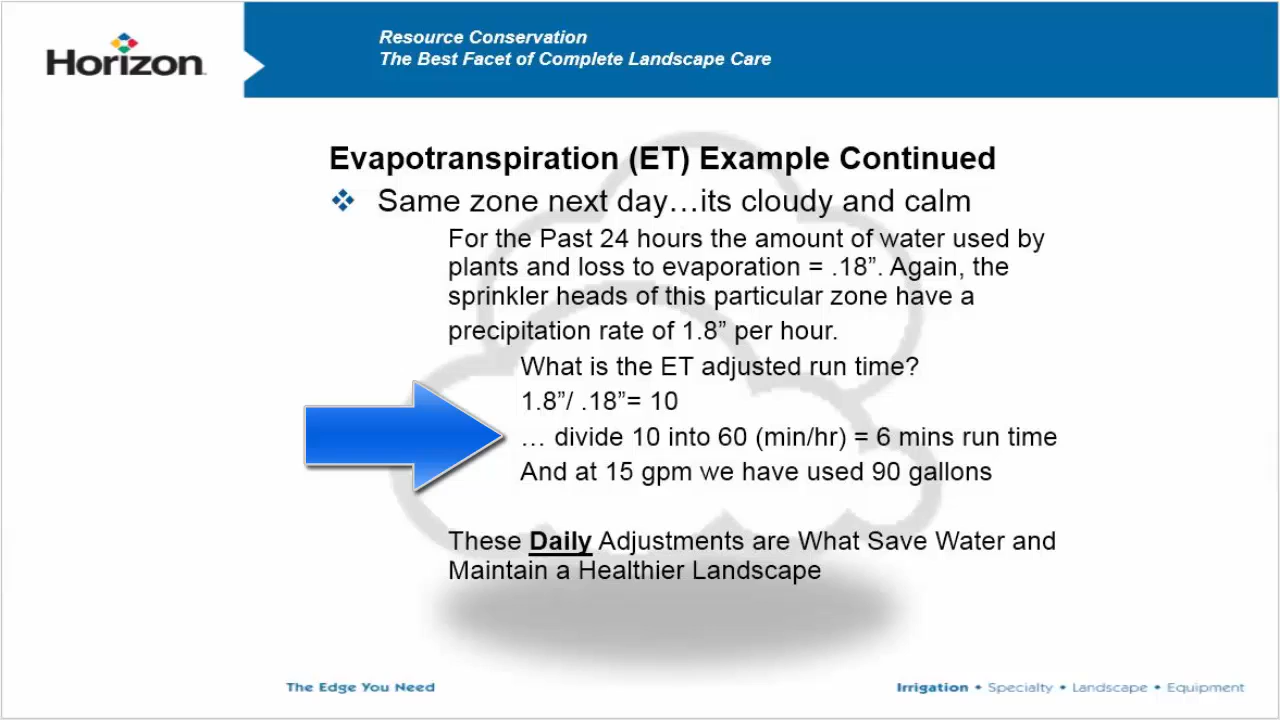 Horizon
Resource Conservation
The Best Facet of Complete Landscape Care
Evapotranspiration (ET) Example Continued
Same zone next day…its cloudy and calm
For the Past 24 hours the amount of water used by
plants and loss to evaporation = .18”. Again, the
sprinkler heads of this particular zone have a
precipitation rate of 1.8” per hour.
What is the ET adjusted run time?
1.8”/ .18”= 10
… divide 10 into 60 (min/hr) = 6 mins run time
And at 15 gpm we have used 90 gallons
These Daily Adjustments are What Save Water and
Maintain a Healthier Landscape
The Edge You Need
Irrigation • Specialty • Landscape • Equipment